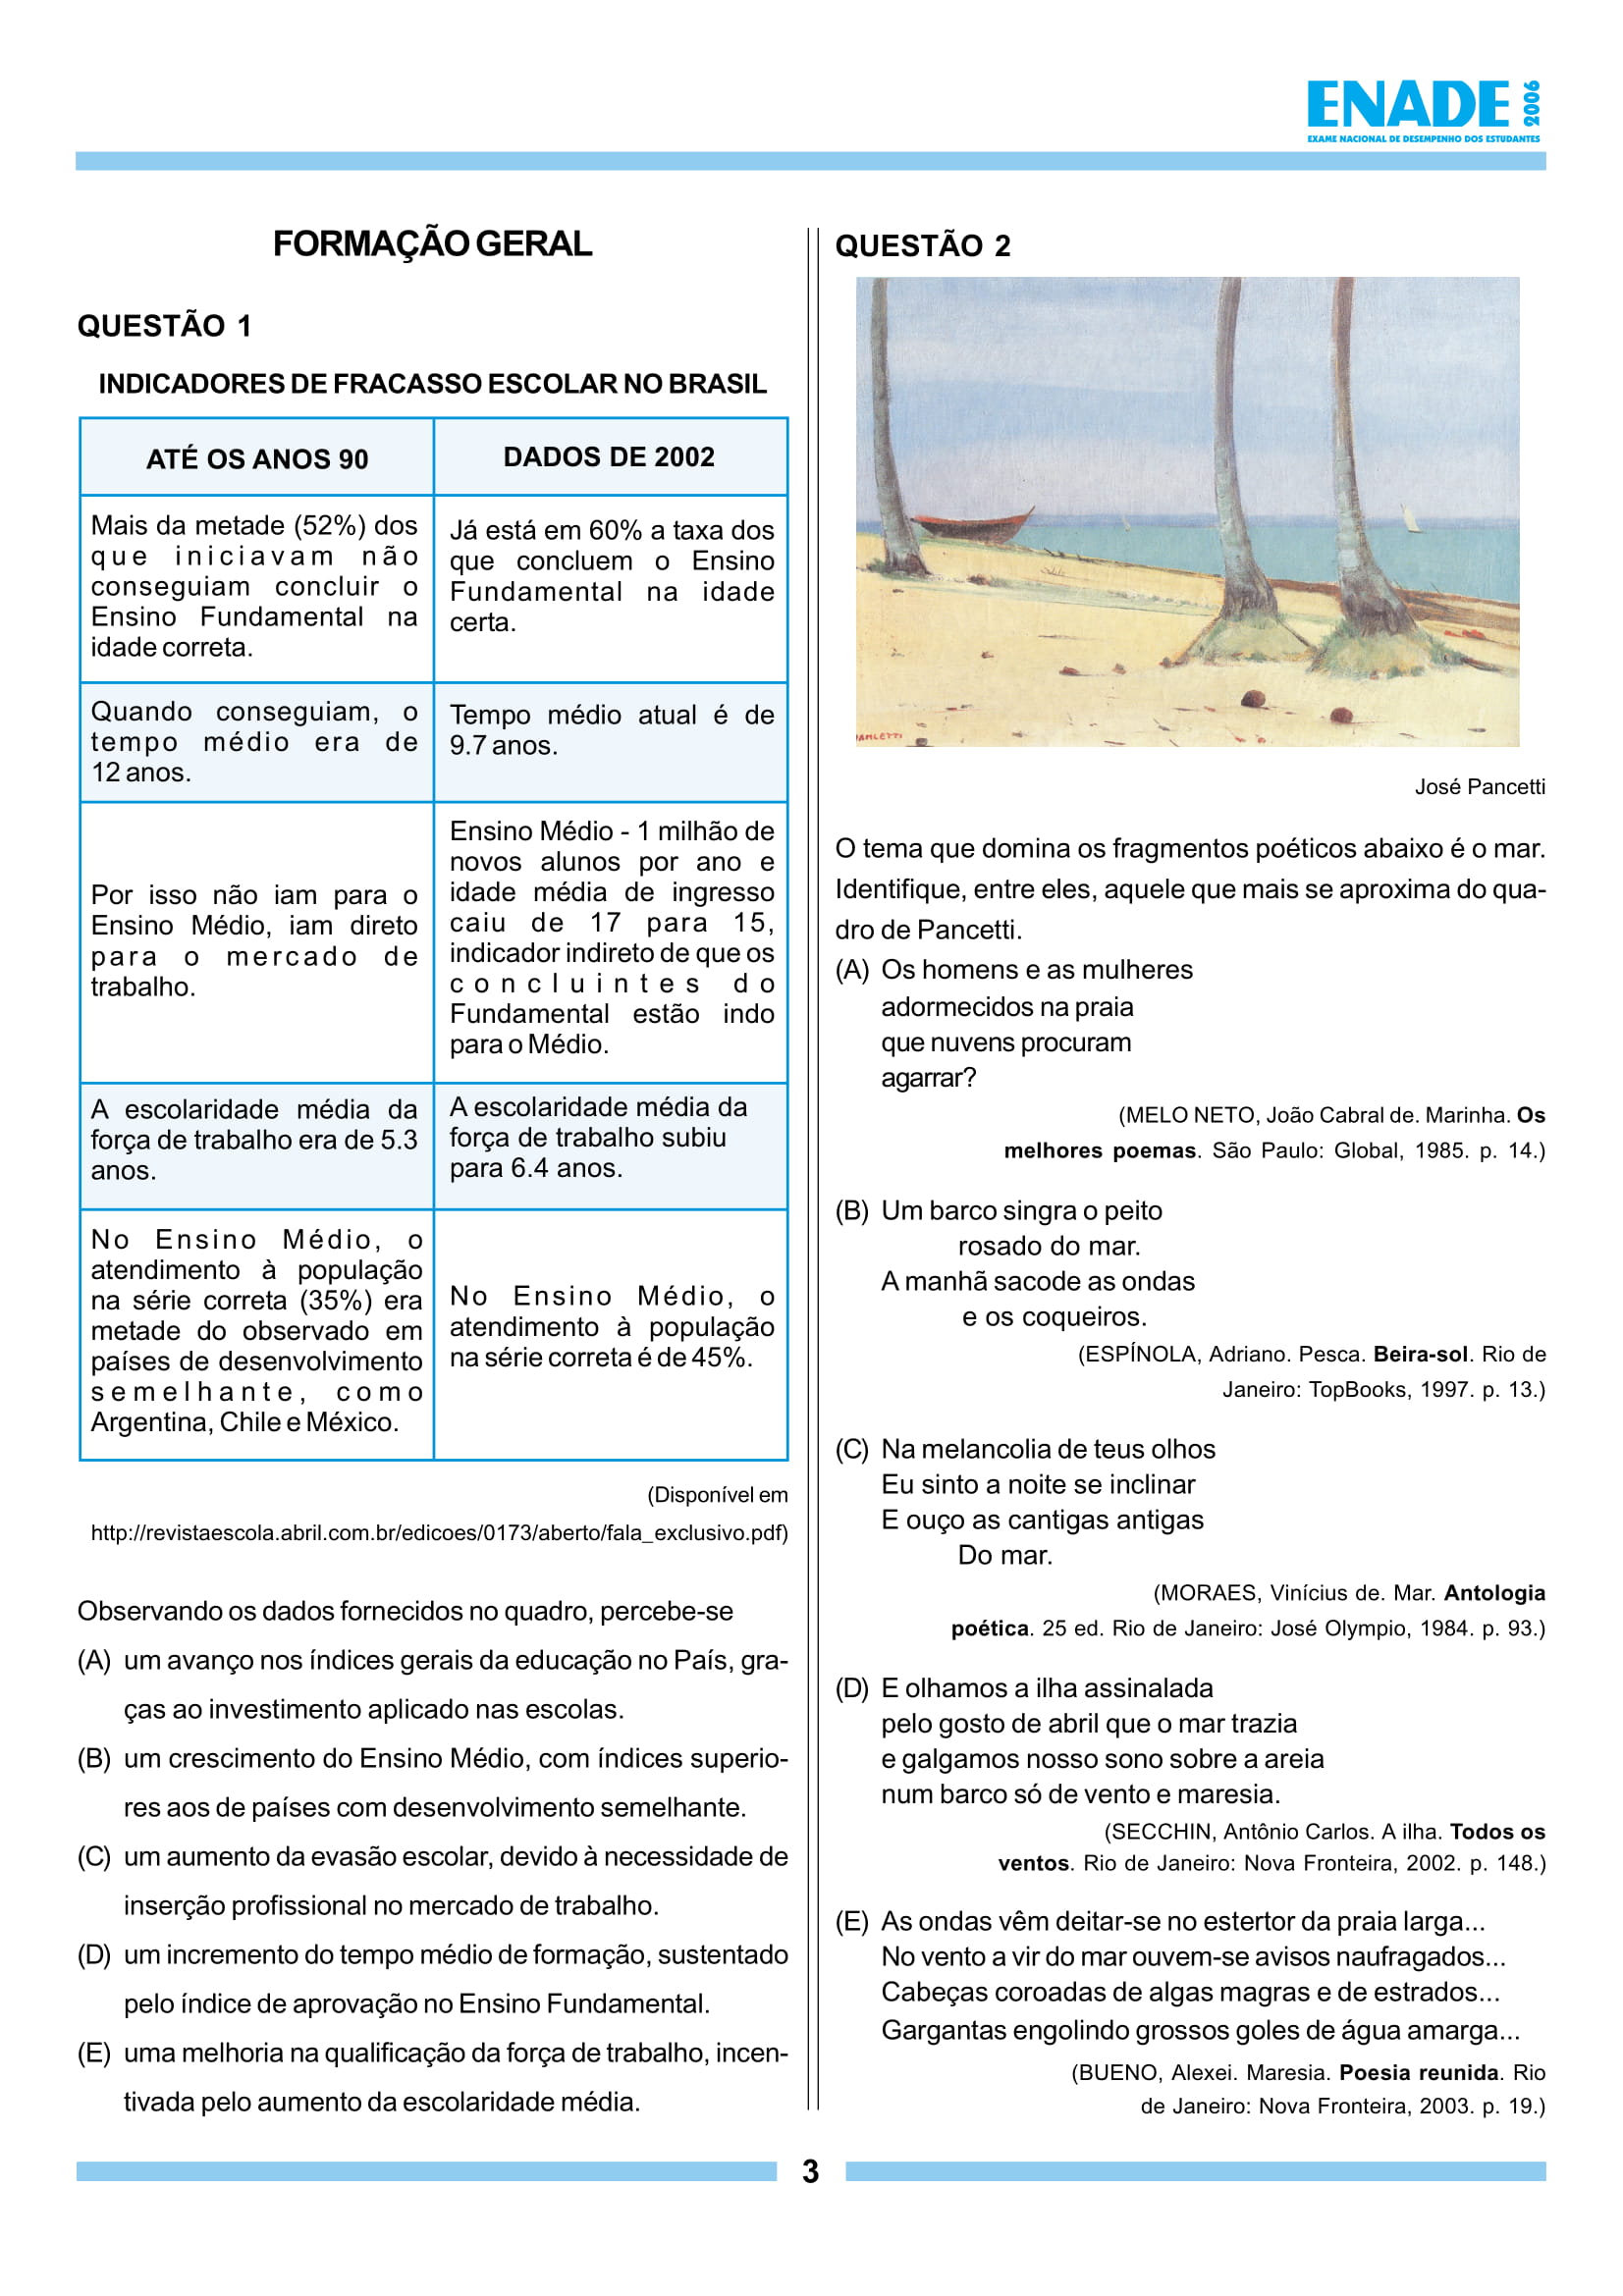 ENADE 2006
EXAME NACIONAL DE DESEMPENHO DOS ESTUDANTES
FORMAÇÃO GERAL
QUESTÃO 1
INDICADORES DE FRACASSO ESCOLAR NO BRASIL
ATÉ OS ANOS 90
DADOS DE 2002
Mais da metade (52%) dos
que iniciavam não
conseguiam concluir o
Ensino Fundamental na
idade correta.
Já está em 60% a taxa dos
que concluem o Ensino
Fundamental na idade
certa.
Quando conseguiam, o
tempo médio era de
12 anos.
Tempo médio atual é de
9.7 anos.
Por isso não iam para o
Ensino Médio, iam direto
para o mercado de
trabalho.
Ensino Médio - 1 milhão de
novos alunos por ano e
idade média de ingresso
caiu de 17 para 15,
indicador indireto de que os
concluintes do
Fundamental estão indo
para o Médio.
A escolaridade média da
força de trabalho era de 5.3
anos.
A escolaridade média da
força de trabalho subiu
para 6.4 anos.
No Ensino Médio, o
atendimento à população
na série correta (35%) era
metade do observado em
países de desenvolvimento
semelhante, como
Argentina, Chile e México.
No Ensino Médio, o
atendimento à população
na série correta é de 45%.
(Disponível em
http://revistaescola.abril.com.br/edicoes/0173/aberto/fala_exclusivo.pdf)
Observando os dados fornecidos no quadro, percebe-se
(A) um avanço nos índices gerais da educação no País, gra-
ças ao investimento aplicado nas escolas.
(B) um crescimento do Ensino Médio, com índices superio-
res aos de países com desenvolvimento semelhante.
(C) um aumento da evasão escolar, devido à necessidade de
inserção profissional no mercado de trabalho.
(D) um incremento do tempo médio de formação, sustentado
pelo índice de aprovação no Ensino Fundamental.
(E) uma melhoria na qualificação da força de trabalho, incen-
tivada pelo aumento da escolaridade média.
QUESTÃO 2
José Pancetti
O tema que domina os fragmentos poéticos abaixo é o mar.
Identifique, entre eles, aquele que mais se aproxima do qua-
dro de Pancetti.
(A) Os homens e as mulheres
adormecidos na praia
que nuvens procuram
agarrar?
(MELO NETO, João Cabral de. Marinha. Os
melhores poemas. São Paulo: Global, 1985. p. 14.)
(B) Um barco singra o peito
rosado do mar.
A manhã sacode as ondas
e os coqueiros.
(ESPÍNOLA, Adriano. Pesca. Beira-sol. Rio de
Janeiro: TopBooks, 1997. p. 13.)
(C) Na melancolia de teus olhos
Eu sinto a noite se inclinar
E ouço as cantigas antigas
Do mar.
(MORAES, Vinícius de. Mar. Antologia
poética. 25 ed. Rio de Janeiro: José Olympio, 1984. p. 93.)
(D) E olhamos a ilha assinalada
pelo gosto de abril que o mar trazia
e galgamos nosso sono sobre a areia
num barco só de vento e maresia.
(SECCHIN, Antônio Carlos. A ilha. Todos os
ventos. Rio de Janeiro: Nova Fronteira, 2002. p. 148.)
(E) As ondas vêm deitar-se no estertor da praia larga...
No vento a vir do mar ouvem-se avisos naufragados...
Cabeças coroadas de algas magras e de estrados...
Gargantas engolindo grossos goles de água amarga...
(BUENO, Alexei. Maresia. Poesia reunida. Rio
de Janeiro: Nova Fronteira, 2003. p. 19.)
3